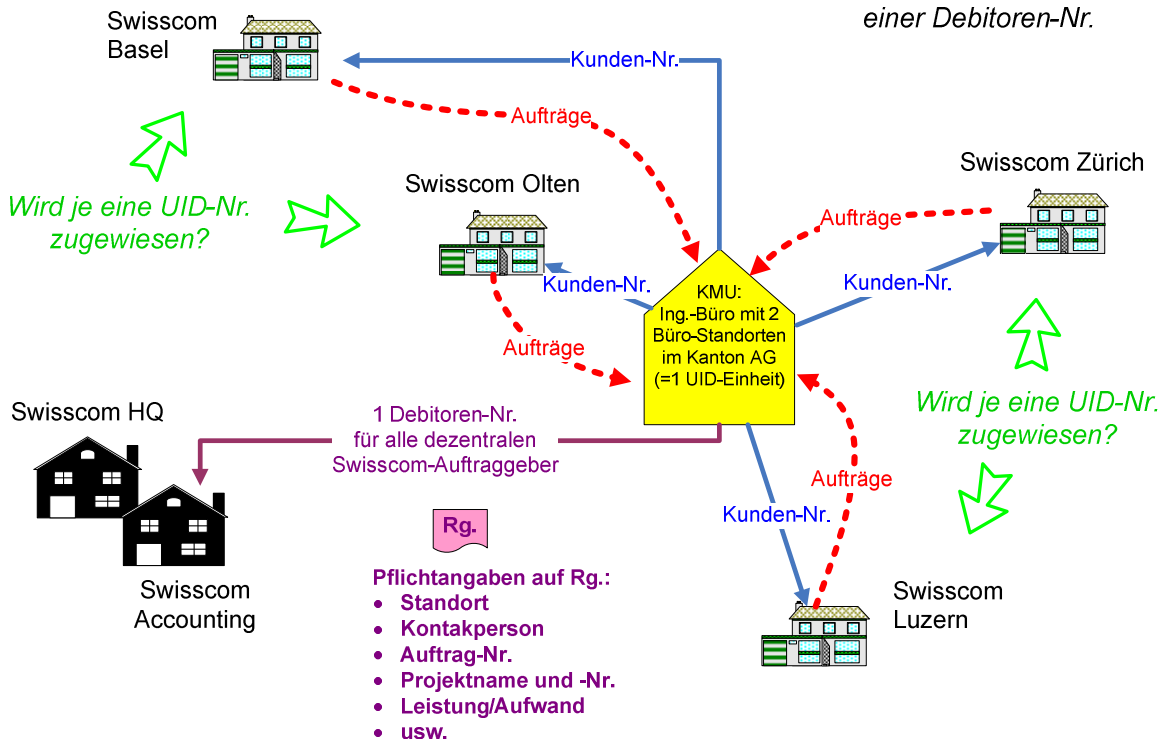 Swisscom
Basel
einer Debitoren-Nr.
Kunden-Nr.
Aufträge
Swisscom Zürich
Swisscom Olten
Wird je eine UID-Nr.
zugewiesen?
Aufträge
Kunden-Nr.
Kunden-Nr.
KMU:
Ing.-Büro mit 2
Büro-Standorten
im Kanton AG
(=1 UID-Einheit)
Aufträge
Wird je eine UID-Nr.
zugewiesen?
Swisscom HQ
1 Debitoren-Nr.
für alle dezentralen
Swisscom-Auftraggeber
Aufträge
Kunden-Nr.
Rg.
Swisscom
Accounting
Pflichtangaben auf Rg.:
• Standort
• Kontakperson
• Auftrag-Nr.
• Projektname und -Nr.
• Leistung/Aufwand
• usw.
Swisscom
Luzern